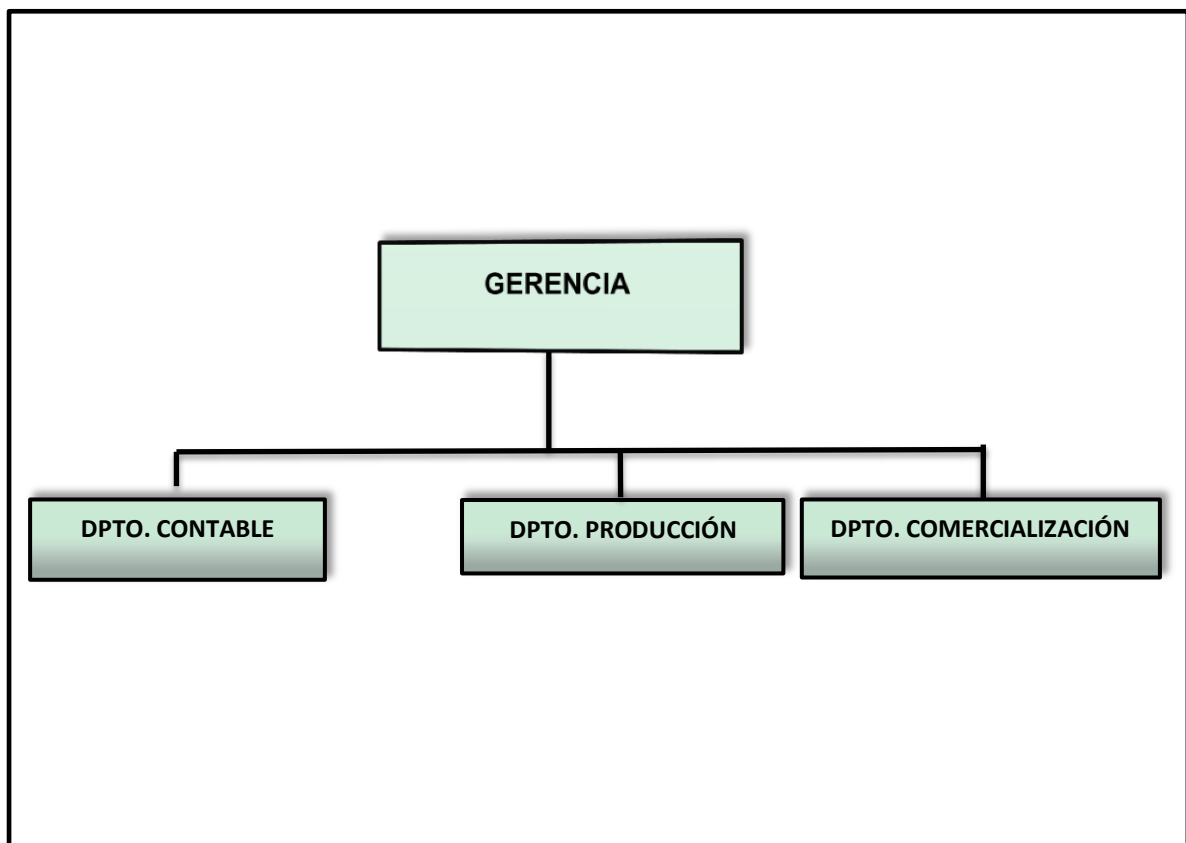 GERENCIA
DPTO. CONTABLE
DPTO. PRODUCCIÓN
DPTO. COMERCIALIZACIÓN